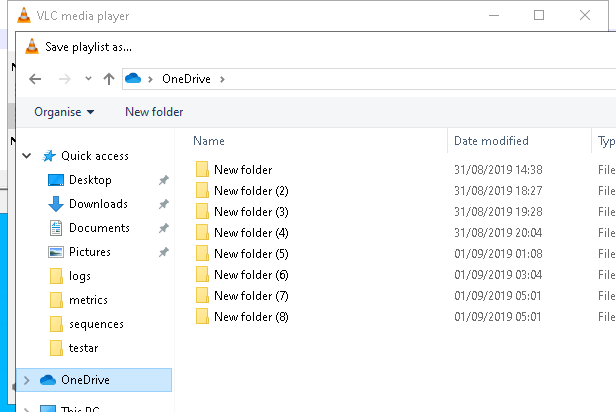 VLC media player
Save playlist as...
OneDrive
Organise New folder
Name Date modified Typ
Quick access
Desktop
Downloads
Documents
Pictures
logs
metrics
sequences
testar
OneDrive
This PC
New folder 31/08/2019 14:38 File
New folder (2) 31/08/2019 18:27 File
New folder (3) 31/08/2019 19:28 File
New folder (4) 31/08/2019 20:04 File
New folder (5) 01/09/2019 01:08 File
New folder (6) 01/09/2019 03:04 File
New folder (7) 01/09/2019 05:01 File
New folder (8) 01/09/2019 05:01 File